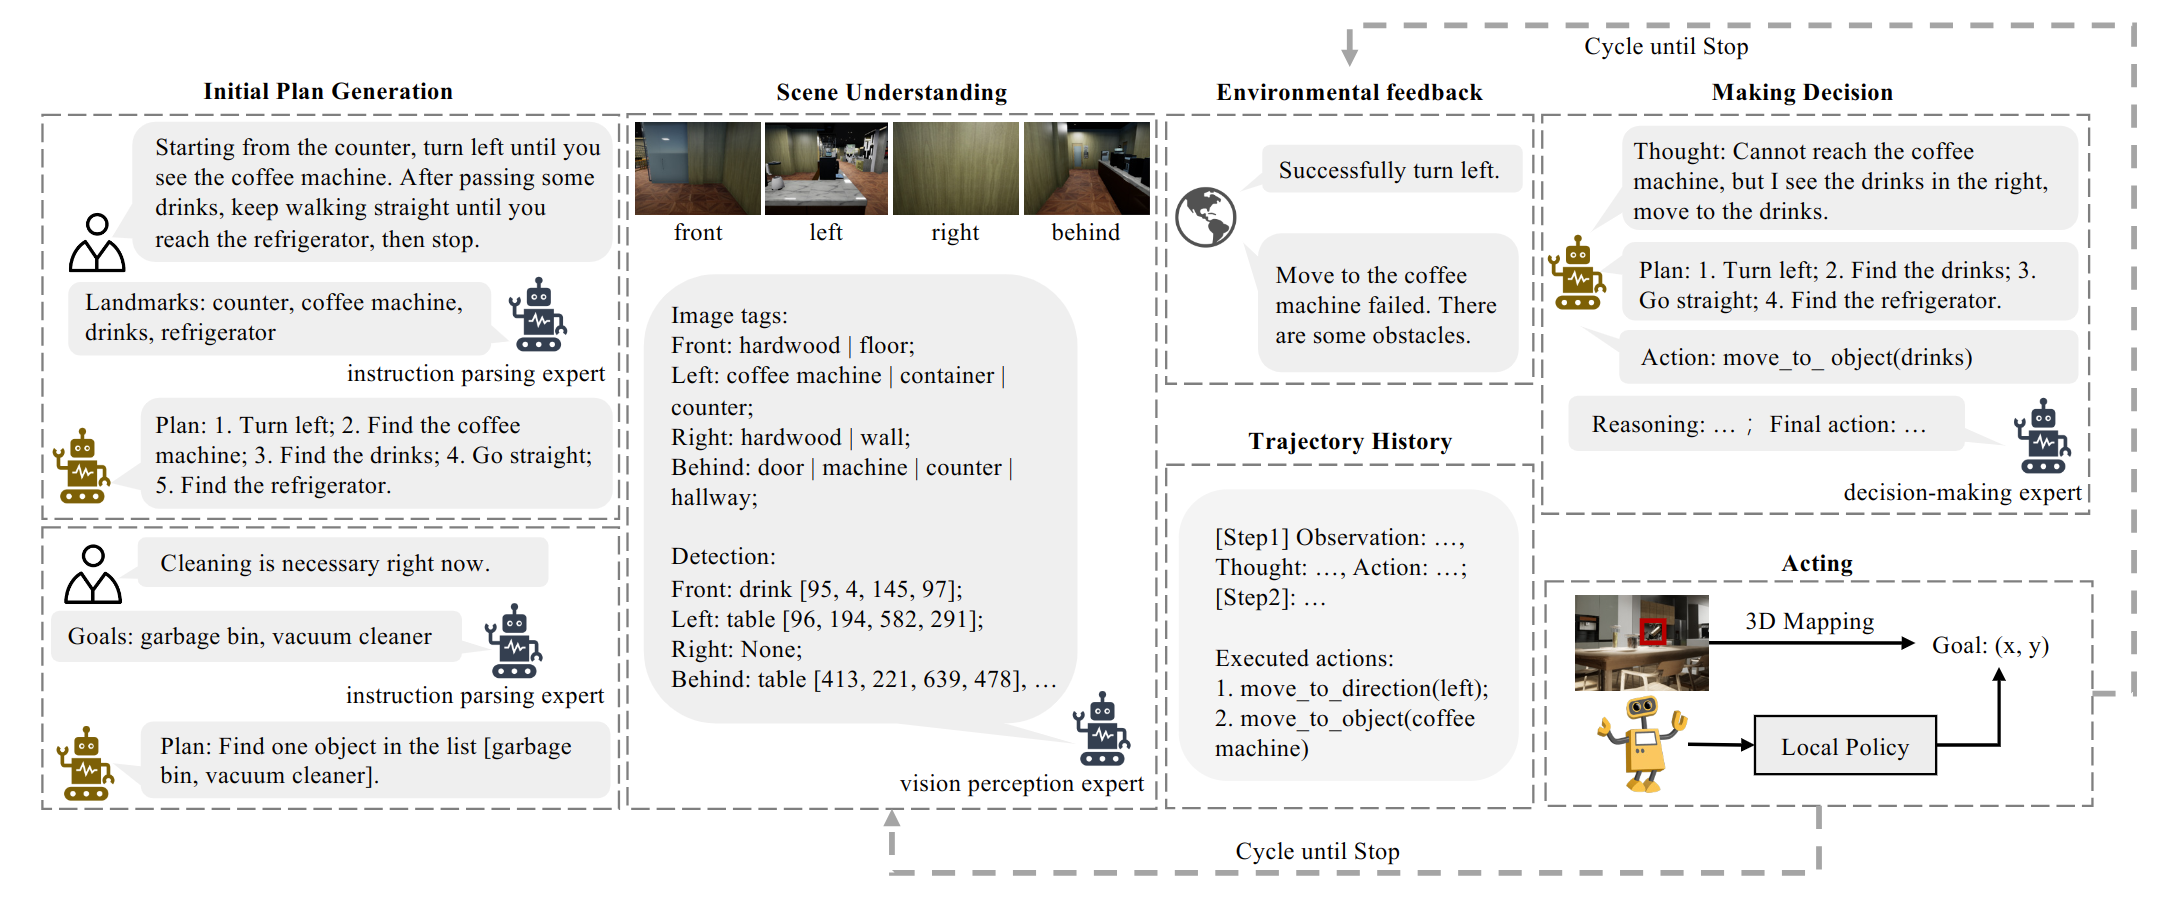 Cycle until Stop
Initial Plan Generation
Starting from the counter, turn left until you
see the coffee machine. After passing some
drinks, keep walking straight until you
reach the refrigerator, then stop.
Landmarks: counter, coffee machine,
drinks, refrigerator
instruction parsing expert
Plan: 1. Turn left; 2. Find the coffee
machine; 3. Find the drinks; 4. Go straight;
5. Find the refrigerator.
Cleaning is necessary right now.
Goals: garbage bin, vacuum cleaner
instruction parsing expert
Plan: Find one object in the list [garbage
bin, vacuum cleaner].
Scene Understanding
front
left
right
behind
Image tags:
Front: hardwood | floor;
Left: coffee machine | container |
counter;
Right: hardwood | wall;
Behind: door | machine | counter |
hallway;
Detection:
Front: drink [95, 4, 145, 97];
Left: table [96, 194, 582, 291];
Right: None;
Behind: table [413, 221, 639, 478], …
vision perception expert
Environmental feedback
Successfully turn left.
Move to the coffee
machine failed. There
are some obstacles.
Trajectory History
[Step1] Observation: …,
Thought: …, Action: …;
[Step2]: …
Executed actions:
1. move_to_direction(left);
2. move_to_object(coffee
machine)
Making Decision
Thought: Cannot reach the coffee
machine, but I see the drinks in the right,
move to the drinks.
Plan: 1. Turn left; 2. Find the drinks; 3.
Go straight; 4. Find the refrigerator.
Action: move_to_ object(drinks)
Reasoning: … ; Final action: …
decision-making expert
Acting
3D Mapping
Goal: (x, y)
Local Policy
Cycle until Stop